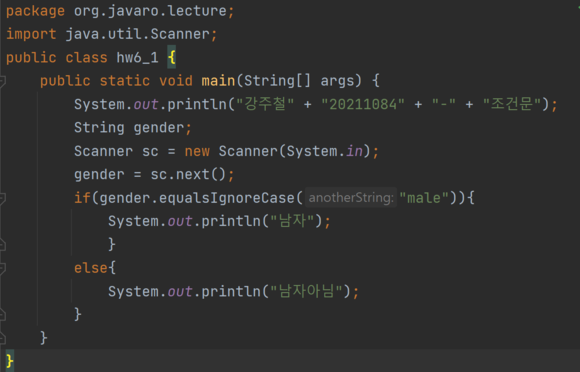 package org.javaro.lecture;
import java.util.Scanner;
public class hw6_1 {
public static void main(String[] args) {
System.out.println("강주철" + "20211084" + "-" + "조건문");
String gender;
Scanner sc = new Scanner(System.in);
gender = sc.next();
if(gender.equalsIgnoreCase( anotherString: "male")){
System.out.println("남자");
}
else{
System.out.println("남자아님");
}
}
}